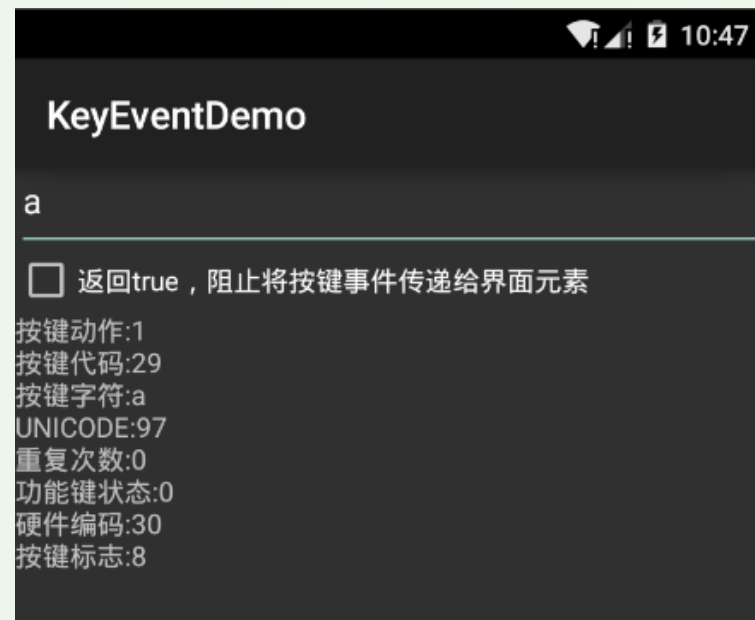 10:47
KeyEventDemo
a
返回true，阻止将按键事件传递给界面元素
按键动作:1
按键代码:29
按键字符:a
UNICODE:97
重复次数:0
功能键状态:0
硬件编码:30
按键标志:8